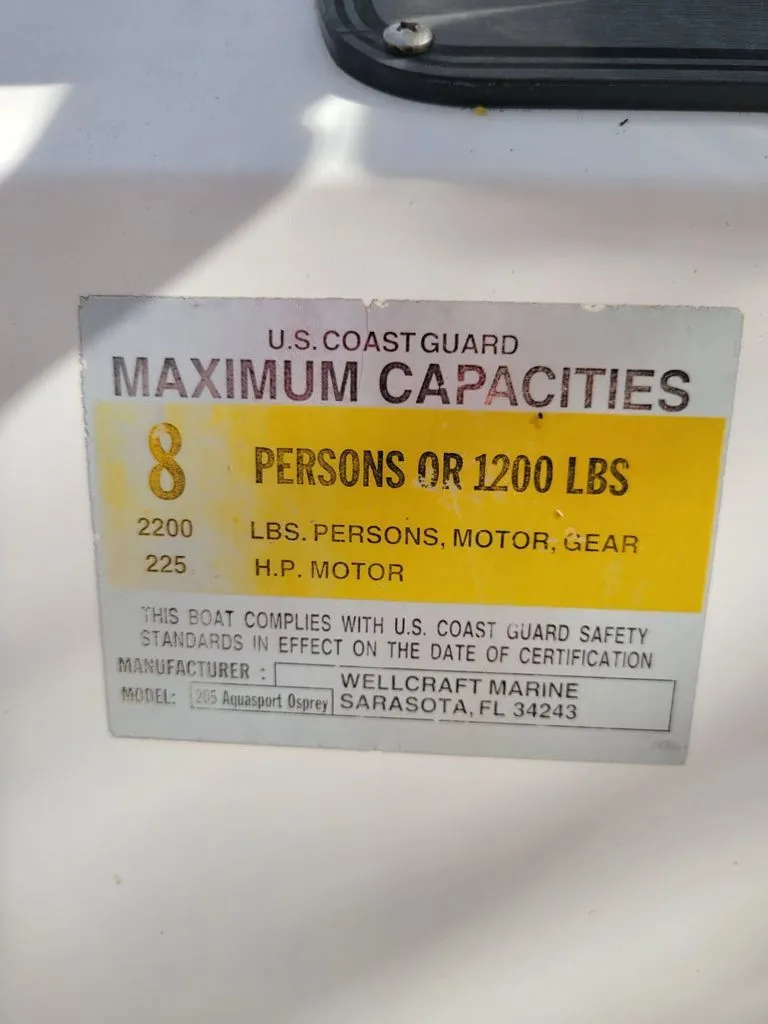 U.S. COAST GUARD
MAXIMUM CAPACITIES
8 PERSONS OR 1200 LBS
2200 LBS. PERSONS, MOTOR, GEAR
225 H.P. MOTOR
THIS BOAT COMPLIES WITH U.S. COAST GUARD SAFETY
STANDARDS IN EFFECT ON THE DATE OF CERTIFICATION
MANUFACTURER : WELLCRAFT MARINE
MODEL: Aquasport Osprey SARASOTA, FL 34243